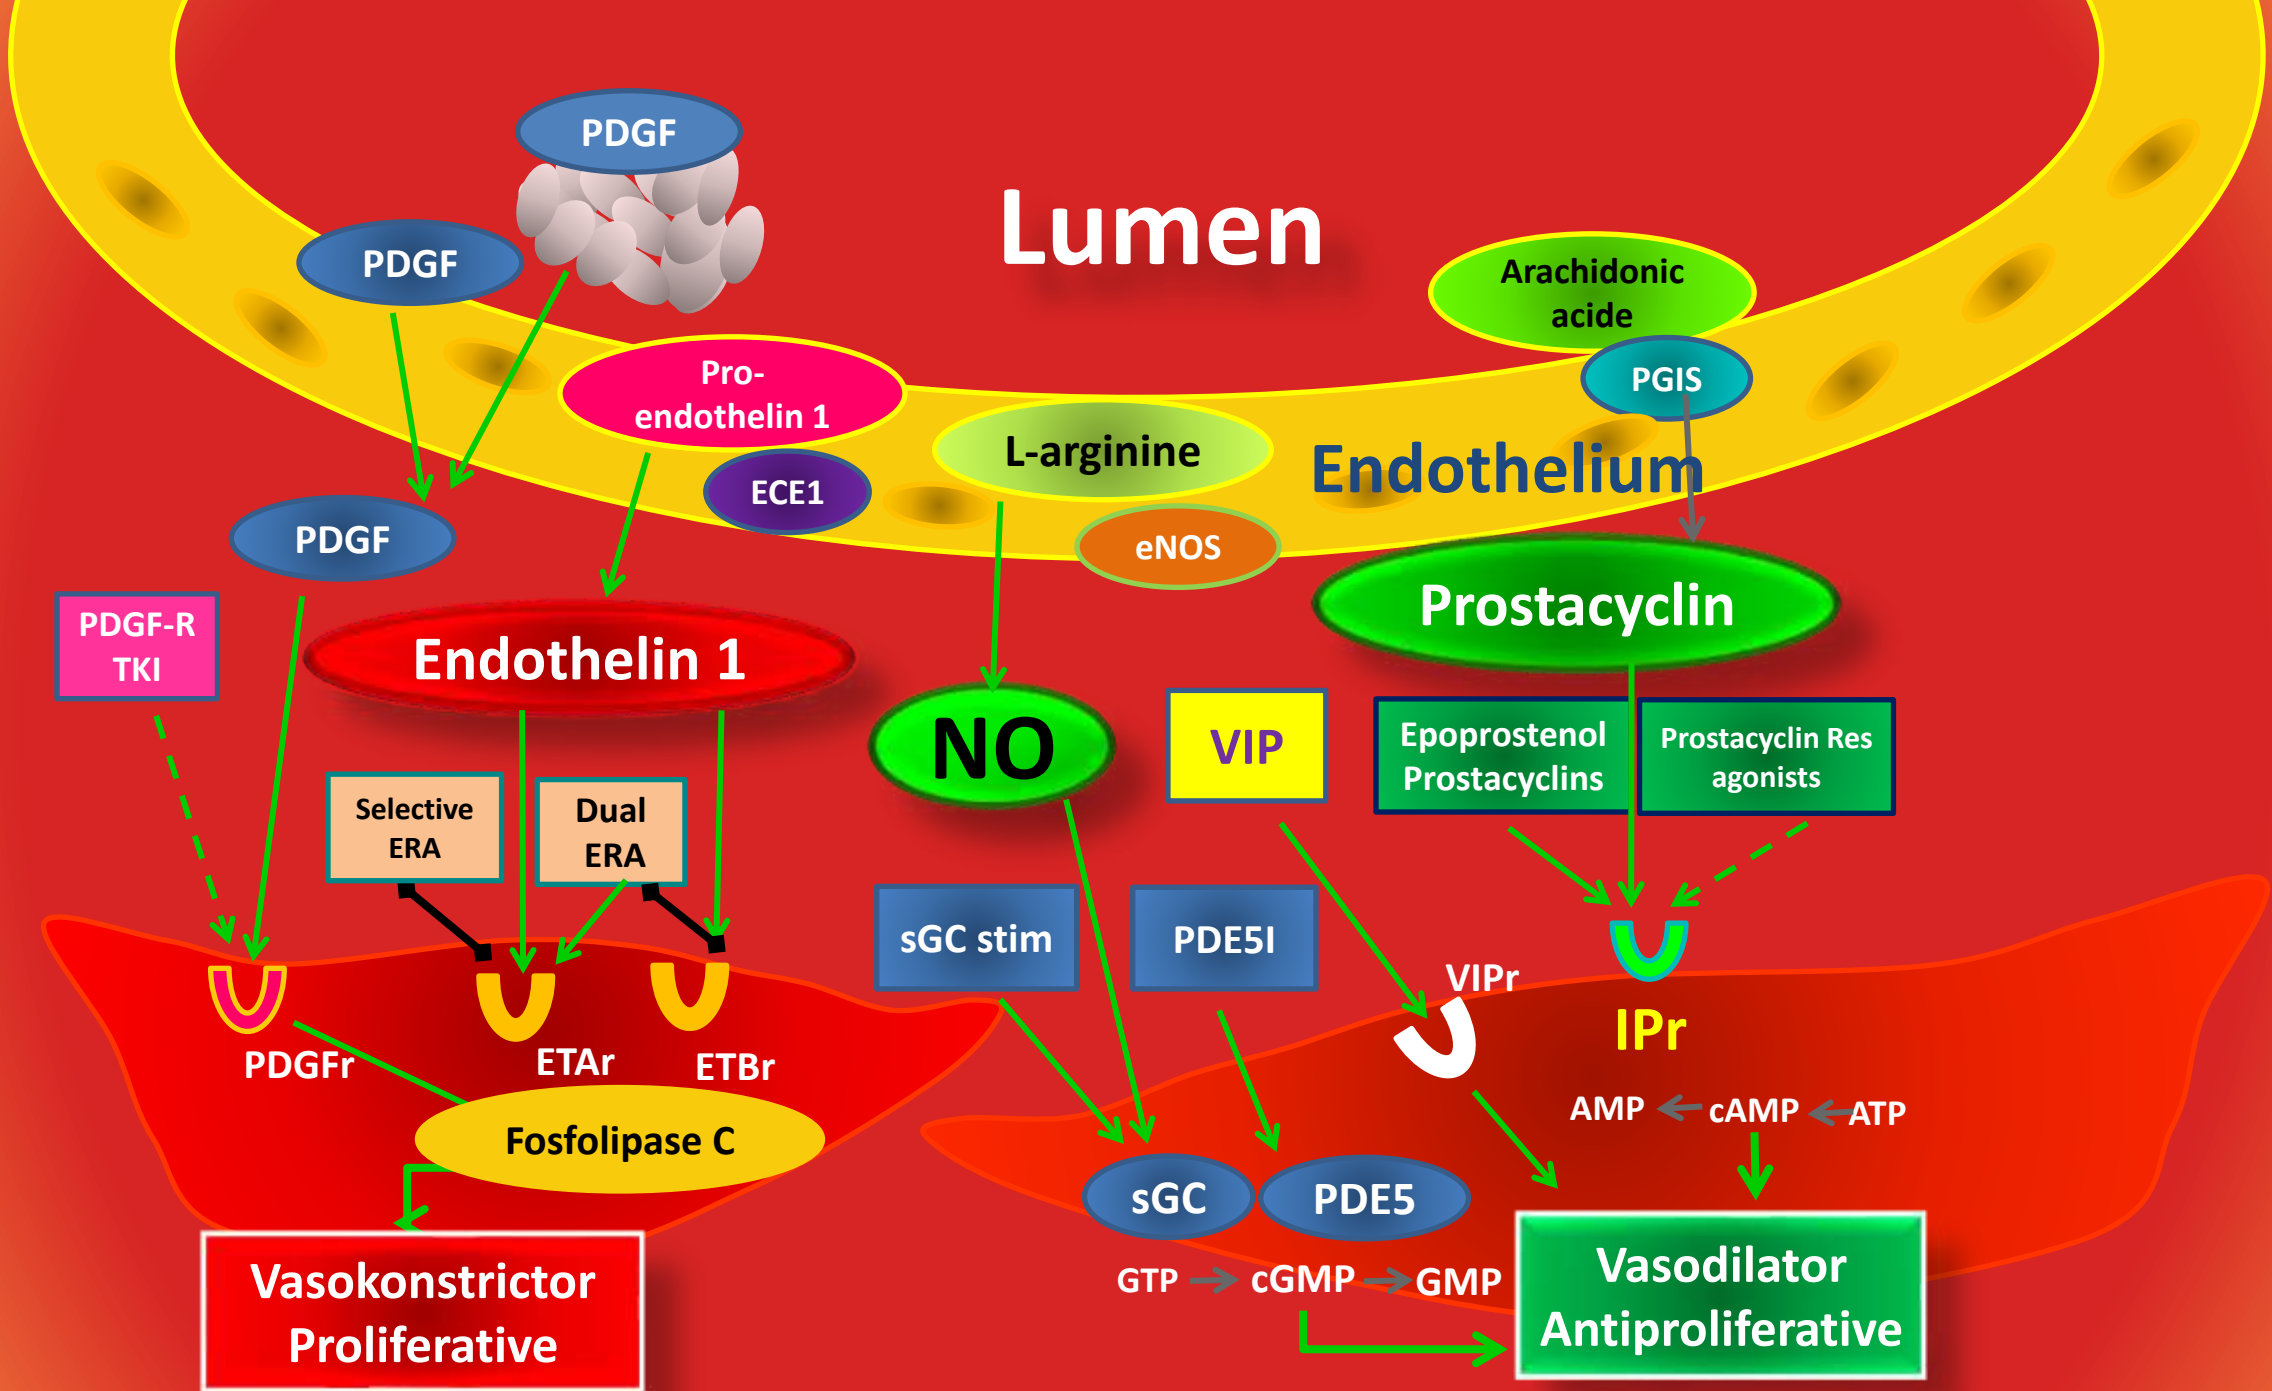 PDGF
Lumen
PDGF
Arachidonic
acide
Pro-
endothelin 1
PGIS
L-arginine
Endothelium
ECE1
PDGF
eNOS
Prostacyclin
PDGF-R
TKI
Endothelin 1
NO
VIP
Epoprostenol
Prostacyclins
Prostacyclin Res
agonists
Selective
ERA
Dual
ERA
sGC stim
PDE5I
VIPr
IPr
PDGFr
ETAr
ETBr
AMP
cAMP
ATP
Fosfolipase C
sGC
PDE5
GTP
cGMP
GMP
Vasokonstrictor
Proliferative
Vasodilator
Antiproliferative